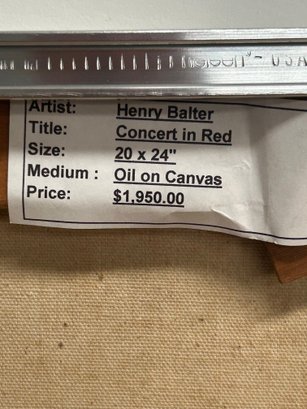 - USA
Artist: Henry Balter
Title: Concert in Red
Size: 20 x 24"
Medium : Oil on Canvas
Price: $1,950.00